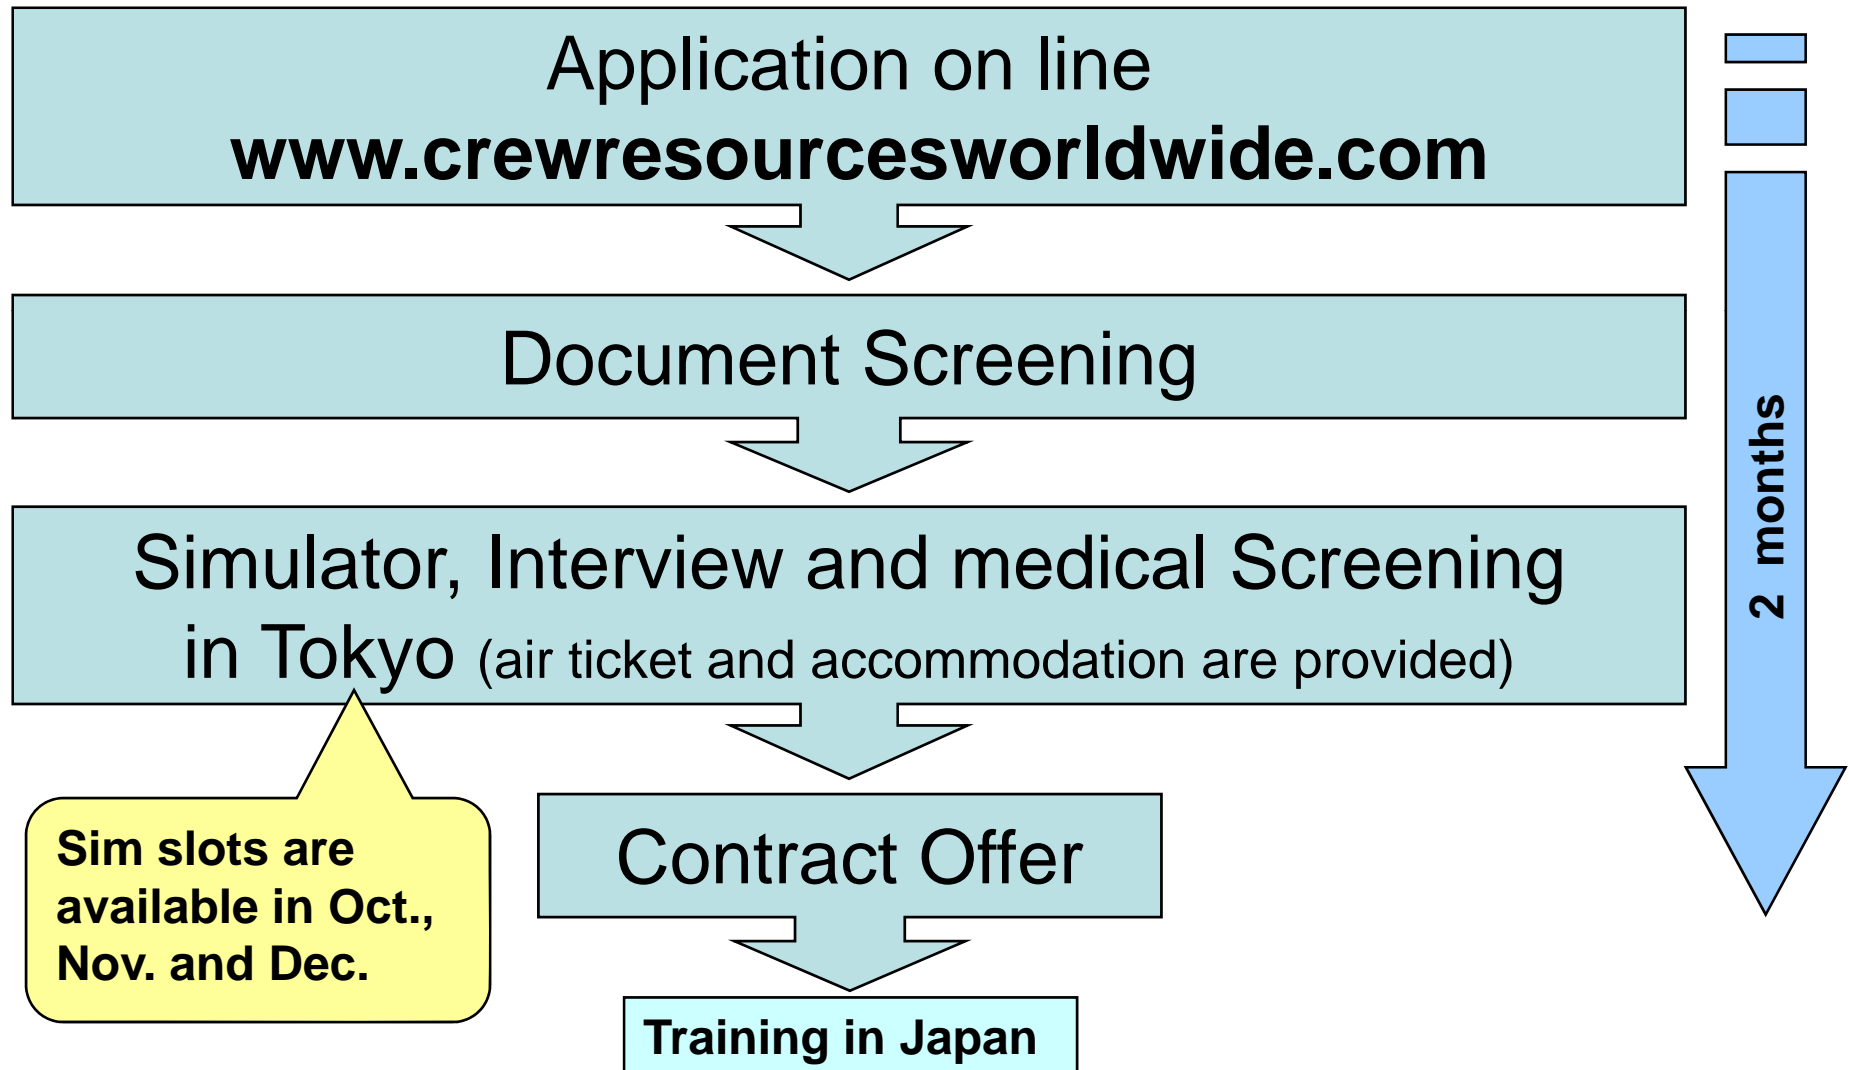 Application on line
www.crewresourcesworldwide.com
Document Screening
2 months
Simulator, Interview and medical Screening
in Tokyo (air ticket and accommodation are provided)
Sim slots are
available in Oct.,
Nov. and Dec.
Contract Offer
Training in Japan